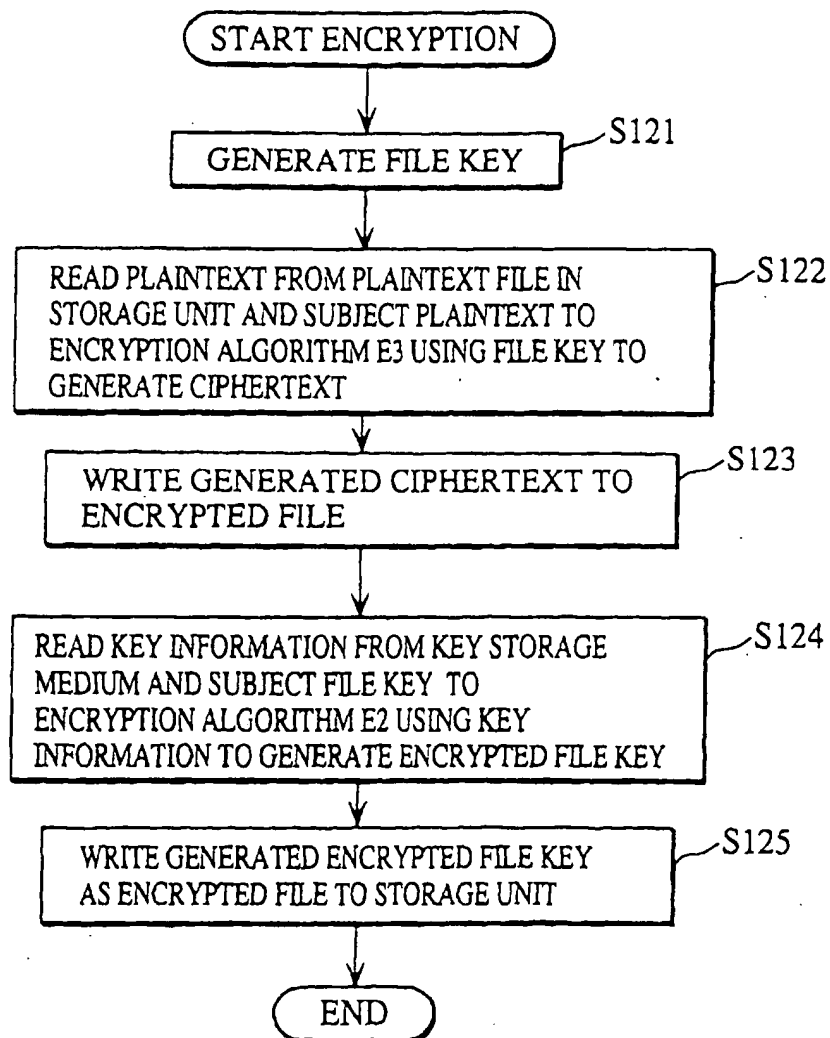 START ENCRYPTION
GENERATE FILE KEY
S121
READ PLAINTEXT FROM PLAINTEXT FILE IN
STORAGE UNIT AND SUBJECT PLAINTEXT TO
ENCRYPTION ALGORITHM E3 USING FILE KEY TO
GENERATE CIPHERTEXT
S122
WRITE GENERATED CIPHERTEXT TO
ENCRYPTED FILE
S123
READ KEY INFORMATION FROM KEY STORAGE
MEDIUM AND SUBJECT FILE KEY TO
ENCRYPTION ALGORITHM E2 USING KEY
INFORMATION TO GENERATE ENCRYPTED FILE KEY
S124
WRITE GENERATED ENCRYPTED FILE KEY
AS ENCRYPTED FILE TO STORAGE UNIT
S125
END